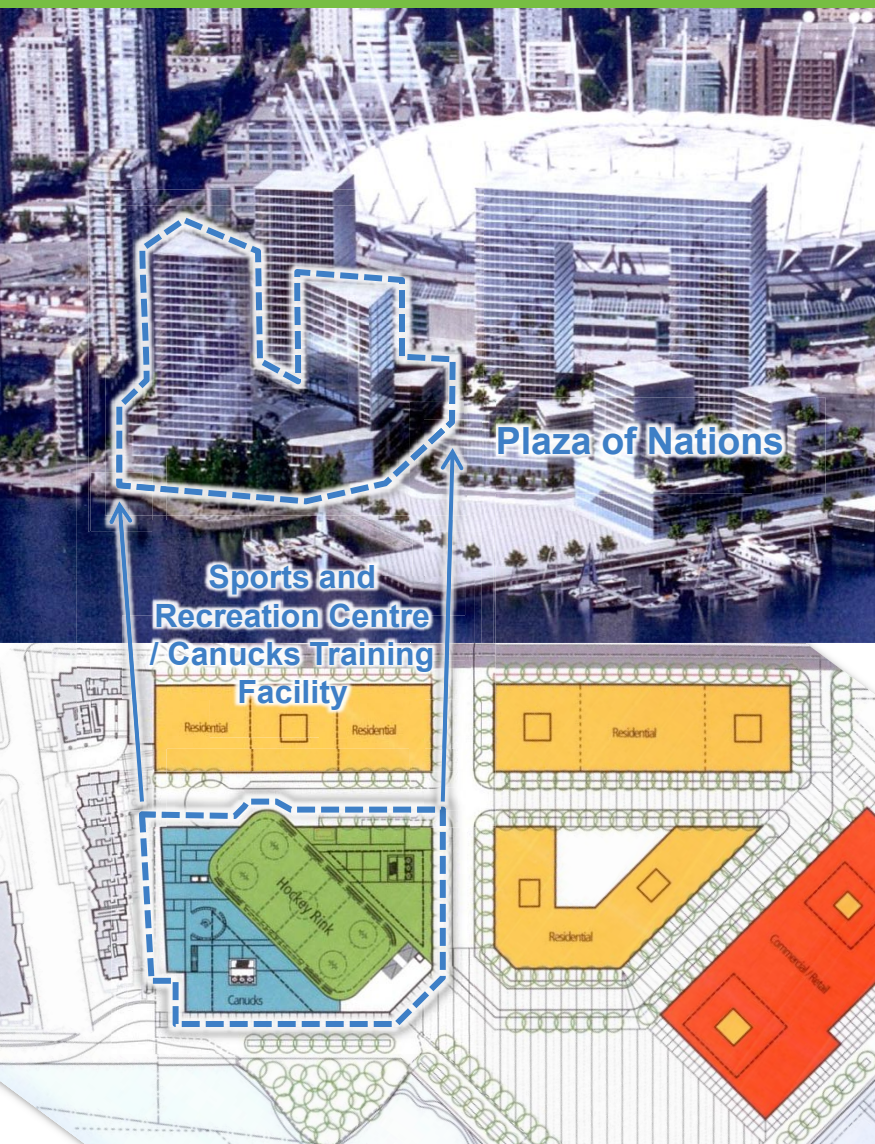 Plaza of Nations
Sports and
Recreation Centre
/ Canucks Training
Facility
Residential
Residential
Residential
Hockey Rink
Canucks
Residential
Commercial / Retail